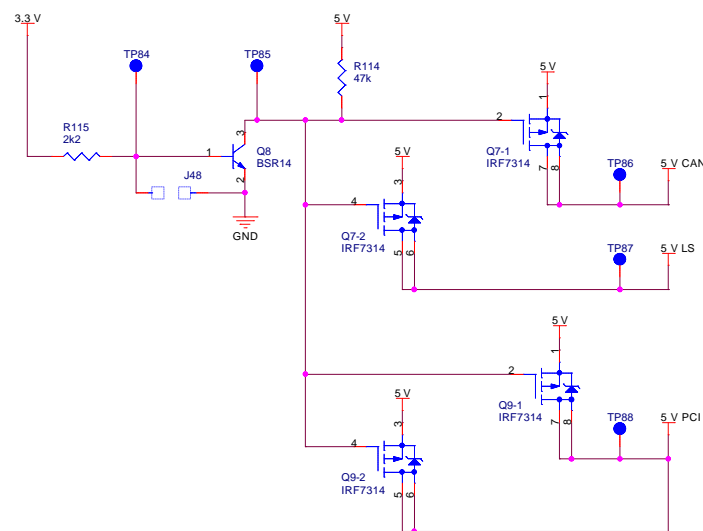 3.3 V
5 V
TP84
TP85
R114
47k
5 V
R115
2k2
1
3
2
Q8
BSR14
J48
GND
2
1
Q7-1
IRF7314
7
8
TP86
5 V CAN
5 V
3
4
Q7-2
IRF7314
5
6
TP87
5 V LS
5 V
1
2
Q9-1
IRF7314
7
8
TP88
5 V PCI
5 V
3
4
Q9-2
IRF7314
5
6